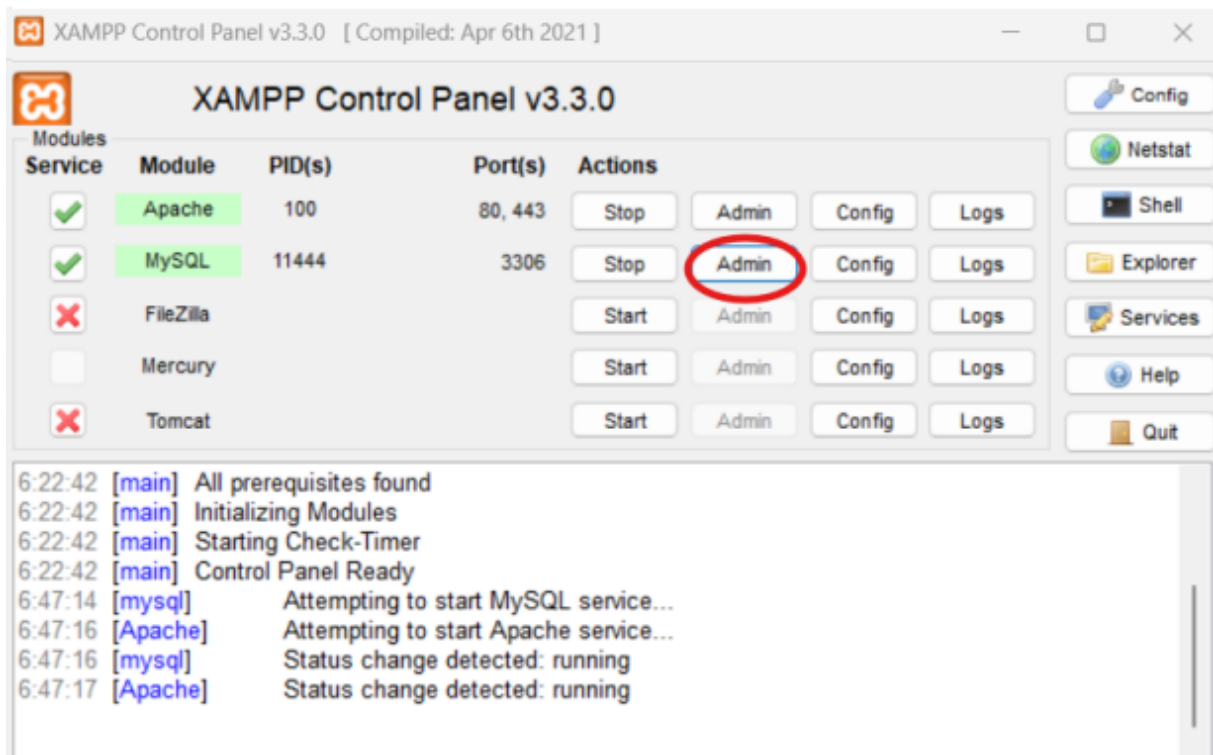 XAMPP Control Panel v3.3.0 [ Compiled: Apr 6th 2021 ]
XAMPP Control Panel v3.3.0
Config
Modules
Service Module PID(s) Port(s) Actions
Netstat
Apache 100 80, 443 Stop Admin Config Logs
Shell
MySQL 11444 3306 Stop Admin Config Logs
Explorer
FileZilla Start Admin Config Logs
Services
Mercury Start Admin Config Logs
Help
Tomcat Start Admin Config Logs
Quit
6:22:42 [main] All prerequisites found
6:22:42 [main] Initializing Modules
6:22:42 [main] Starting Check-Timer
6:22:42 [main] Control Panel Ready
6:47:14 [mysql] Attempting to start MySQL service...
6:47:16 [Apache] Attempting to start Apache service...
6:47:16 [mysql] Status change detected: running
6:47:17 [Apache] Status change detected: running